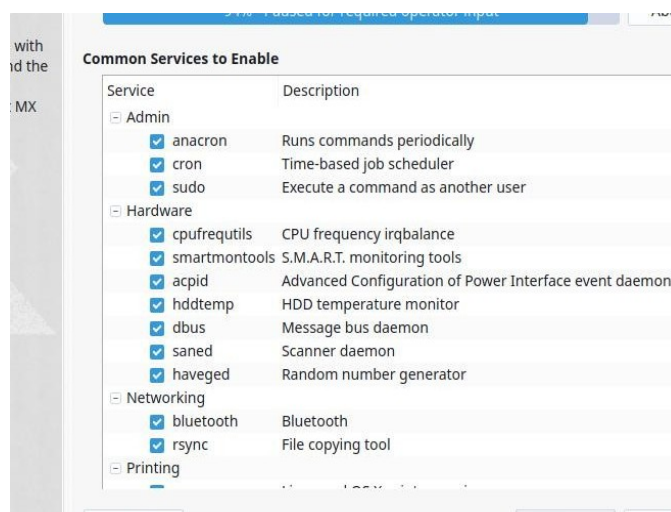 with
nd the
MX
Common Services to Enable
Service Description
Admin
anacron Runs commands periodically
cron Time-based job scheduler
sudo Execute a command as another user
Hardware
cpufrequtils CPU frequency irqbalance
smartmontools S.M.A.R.T. monitoring tools
acpid Advanced Configuration of Power Interface event daemon
hddtemp HDD temperature monitor
dbus Message bus daemon
saned Scanner daemon
haveged Random number generator
Networking
bluetooth Bluetooth
rsync File copying tool
Printing